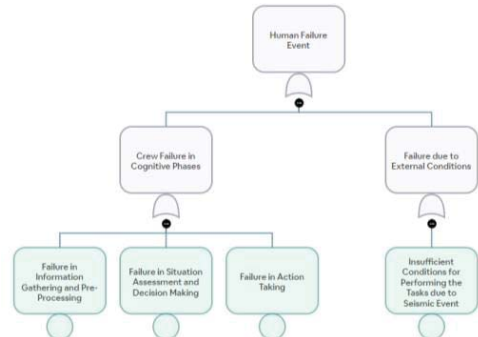 Human Failure
Event
Crew Failure in
Cognitive Phases
Failure due to
External Conditions
Failure in
Information
Gathering and Pre-
Processing
Failure in Situation
Assessment and
Decision Making
Failure in Action
Taking
Insufficient
Conditions for
Performing the
Tasks due to
Seismic Event